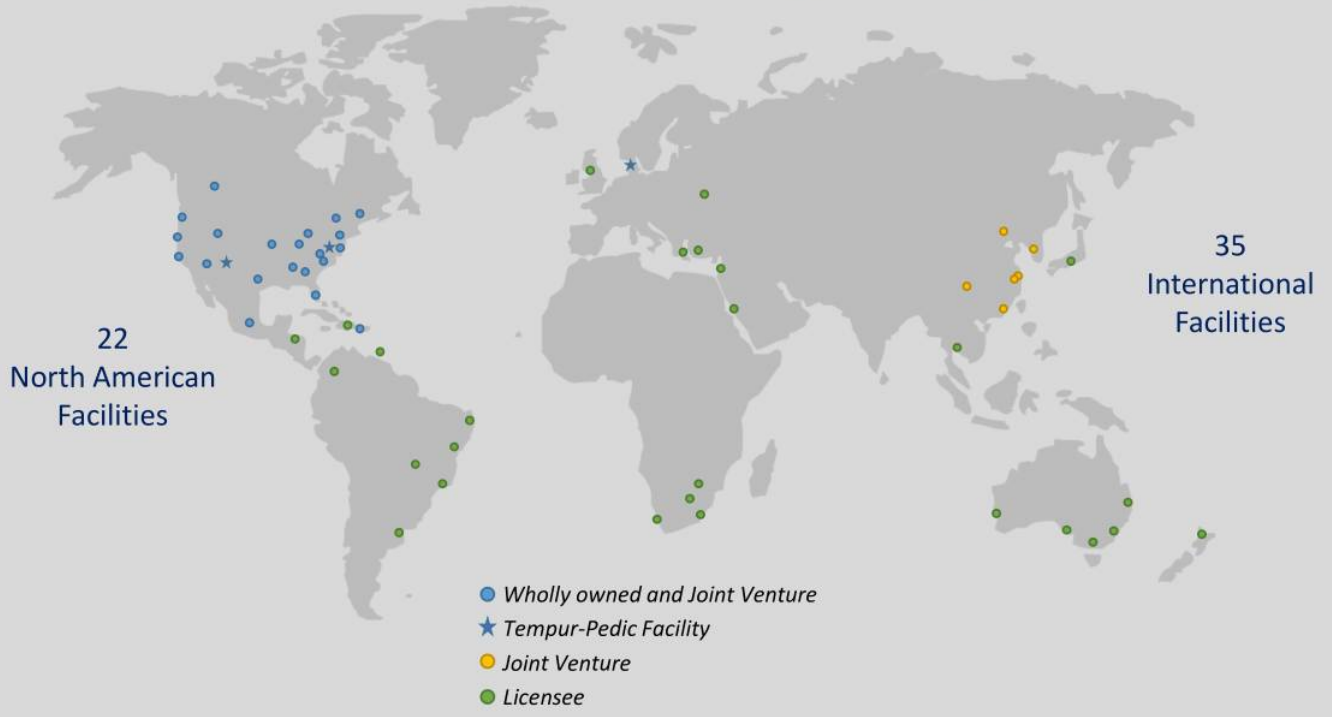 22
North American
Facilities
35
International
Facilities
Wholly owned and Joint Venture
Tempur-Pedic Facility
Joint Venture
Licensee